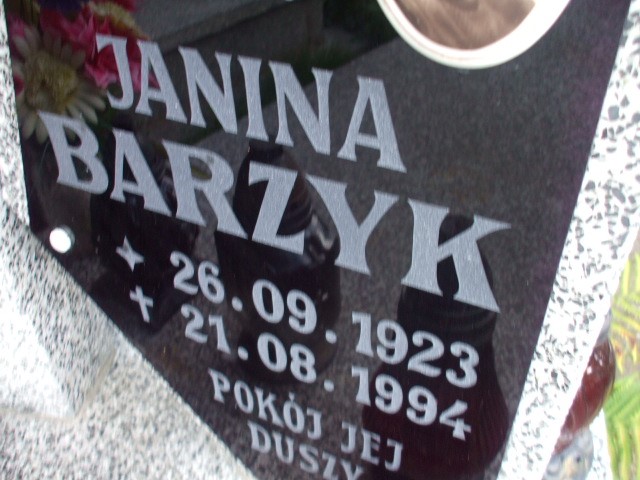 JANINA
BARZYK
26.09.1923
21.08.1994
POKÓJ JEJ
DUSZY